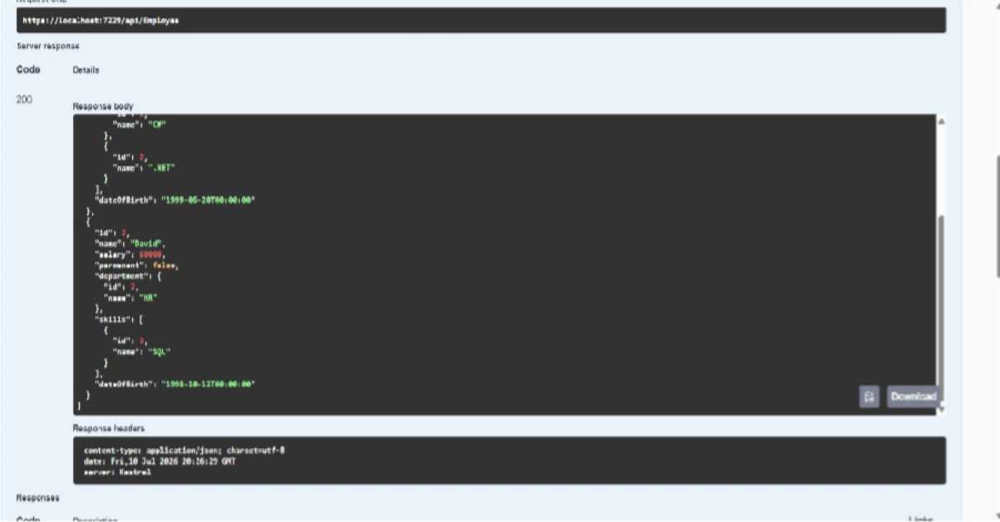 https://localhost:7229/api/Employee
Server response
Code Details
200
Response body
"name": "C#"
},
{
"id": 2,
"name": ".NET"
}
],
"dateOfBirth": "1999-05-20T00:00:00"
},
{
"id": 2,
"name": "David",
"salary": 60000,
"permanent": false,
"department": {
"id": 2,
"name": "HR"
},
"skills": [
{
"id": 3,
"name": "SQL"
}
],
"dateOfBirth": "1998-10-12T00:00:00"
}
]
Download
Response headers
content-type: application/json; charset=utf-8
date: Fri,10 Jul 2026 20:26:29 GMT
server: Kestrel
Responses
Code Description Links